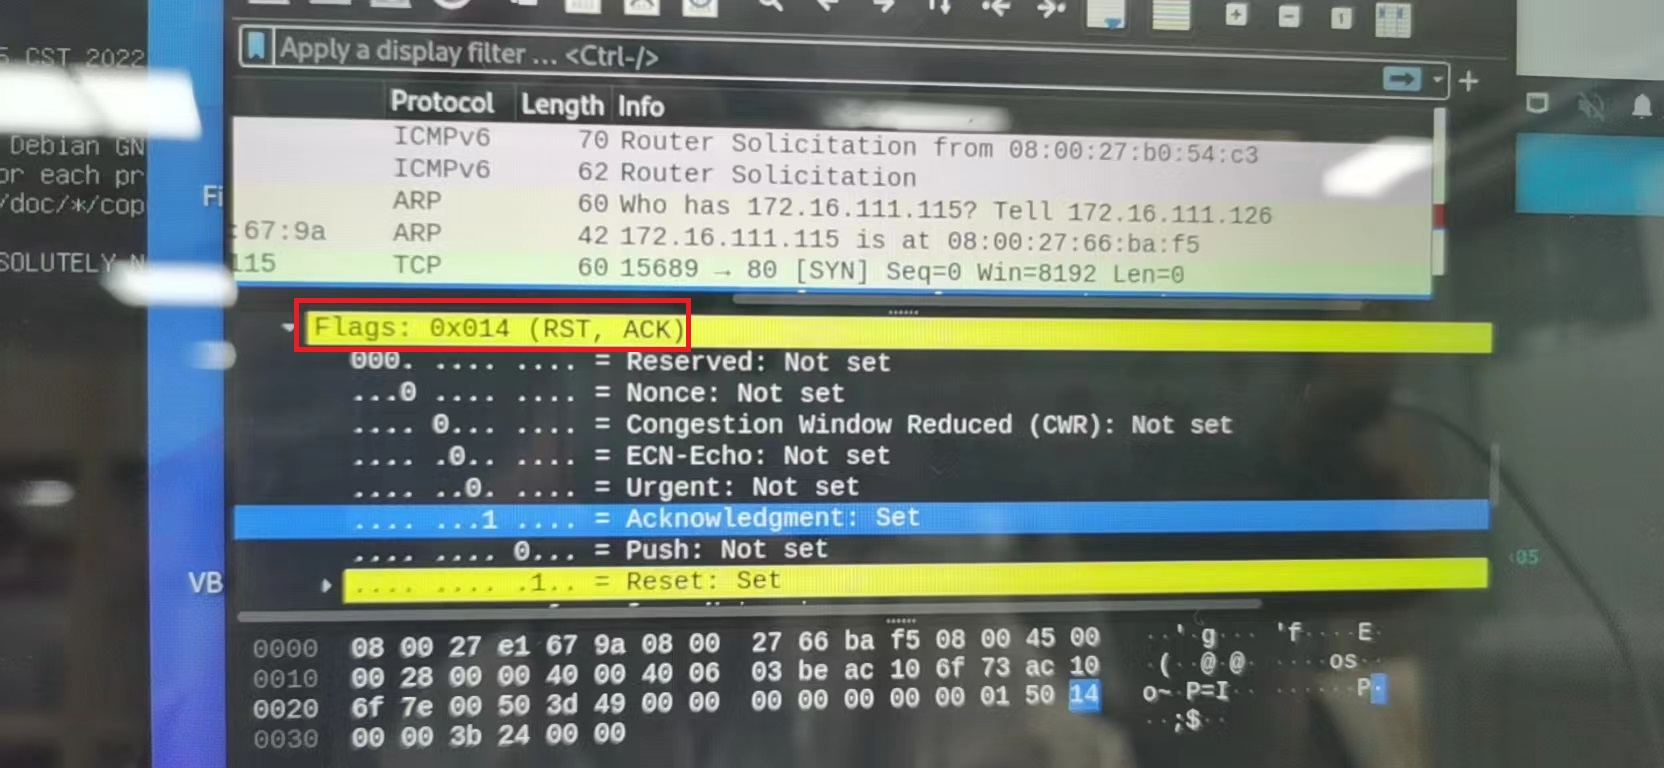 5 CST 2022
Debian GN
or each pr
/doc/*/cop
SOLUTELY N
Fi
VB
Apply a display filter ... <Ctrl-/>
Protocol Length Info
ICMPv6 70 Router Solicitation from 08:00:27:b0:54:c3
ICMPv6 62 Router Solicitation
ARP 60 Who has 172.16.111.115? Tell 172.16.111.126
:67:9a ARP 42 172.16.111.115 is at 08:00:27:66:ba:f5
115 TCP 60 15689 → 80 [SYN] Seq=0 Win=8192 Len=0
Flags: 0x014 (RST, ACK)
000. .... .... = Reserved: Not set
...0 .... .... = Nonce: Not set
.... 0... .... = Congestion Window Reduced (CWR): Not set
.... .0.. .... = ECN-Echo: Not set
.... ..0. .... = Urgent: Not set
.... ...1 .... = Acknowledgment: Set
.... .... 0... = Push: Not set
.... .... .1.. = Reset: Set
0000 08 00 27 e1 67 9a 08 00 27 66 ba f5 08 00 45 00 ..'.g... 'f....E.
0010 00 28 00 00 40 00 40 06 03 be ac 10 6f 73 ac 10 .(..@.@. ....os..
0020 6f 7e 00 50 3d 49 00 00 00 00 00 00 00 01 50 14 o~.P=I.. ......P.
0030 00 00 3b 24 00 00 ..;$..
05